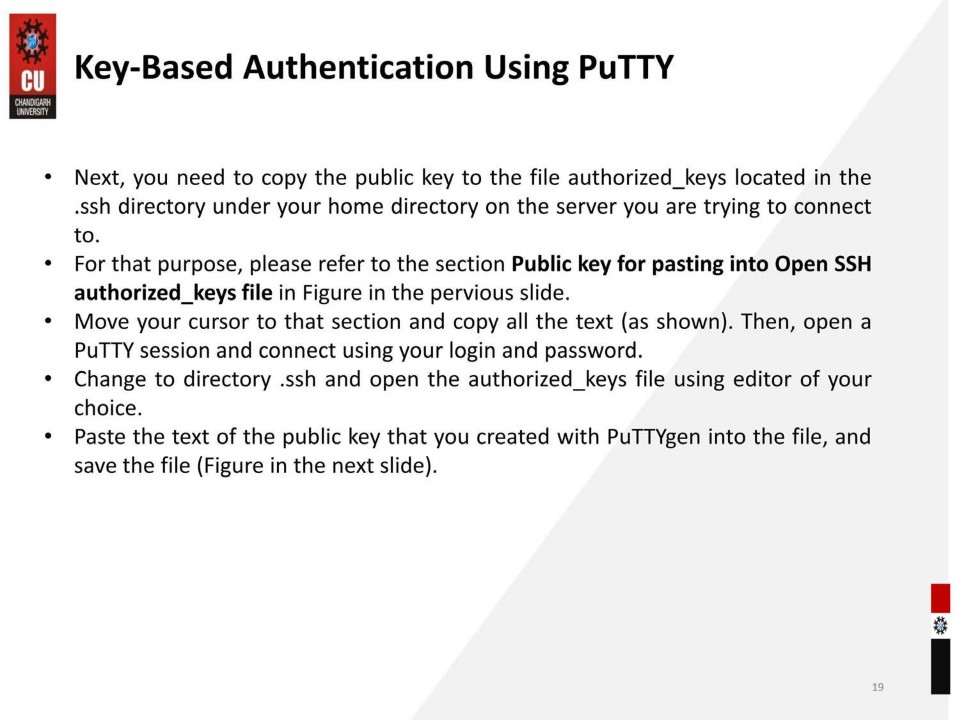 CU
CHANDIGARH
UNIVERSITY
Key-Based Authentication Using PuTTY
• Next, you need to copy the public key to the file authorized_keys located in the
.ssh directory under your home directory on the server you are trying to connect
to.
• For that purpose, please refer to the section Public key for pasting into Open SSH
authorized_keys file in Figure in the pervious slide.
• Move your cursor to that section and copy all the text (as shown). Then, open a
PuTTY session and connect using your login and password.
• Change to directory .ssh and open the authorized_keys file using editor of your
choice.
• Paste the text of the public key that you created with PuTTYgen into the file, and
save the file (Figure in the next slide).
19